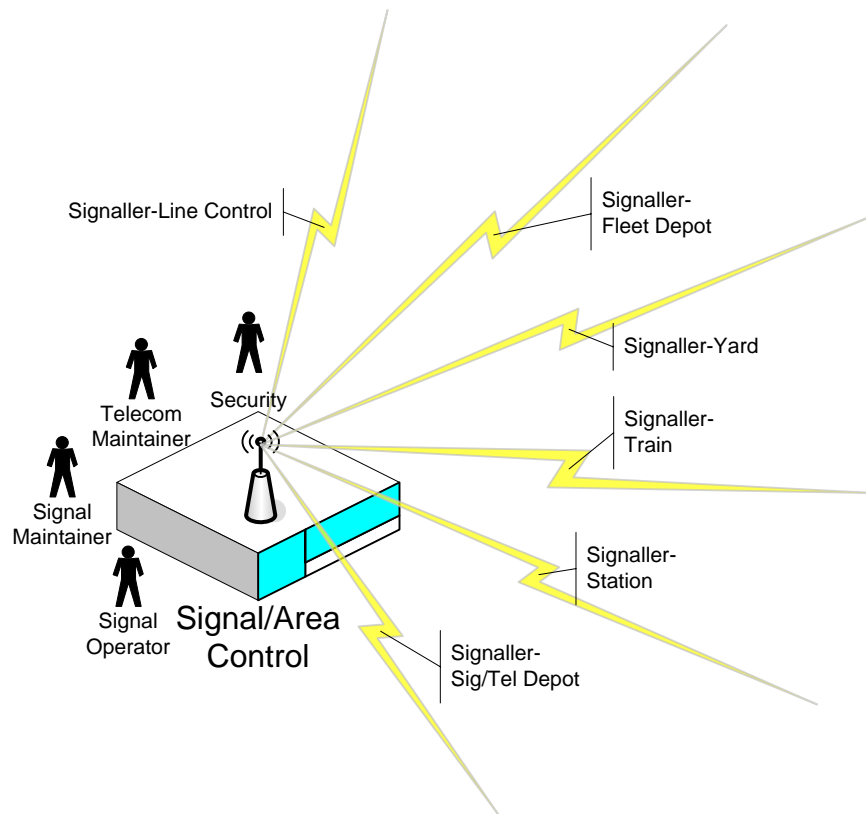 Signaller-Line Control
Signaller-
Fleet Depot
Signaller-Yard
Security
Telecom
Maintainer
Signaller-
Train
Signal
Maintainer
Signaller-
Station
Signal
Operator
Signal/Area
Control
Signaller-
Sig/Tel Depot